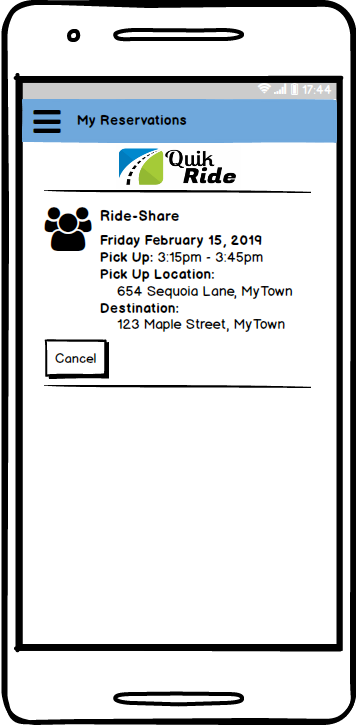 17:44
My Reservations
Quik
Ride
Ride-Share
Friday February 15, 2019
Pick Up: 3:15pm - 3:45pm
Pick Up Location:
654 Sequoia Lane, MyTown
Destination:
123 Maple Street, MyTown
Cancel